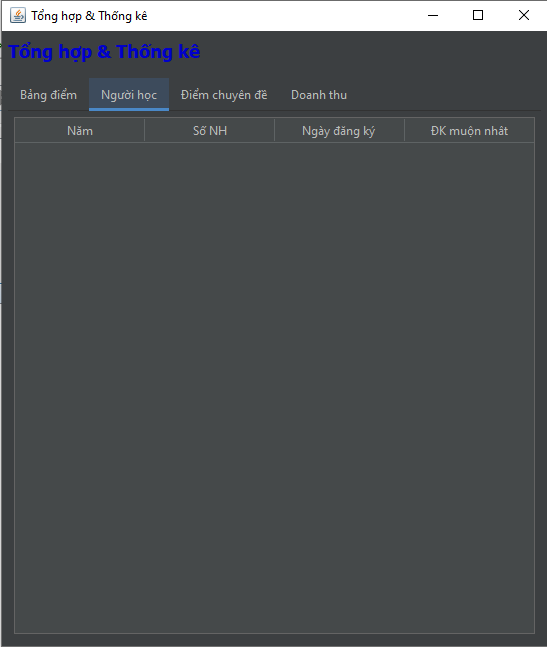 Tổng hợp & Thống kê
Tổng hợp & Thống kê
Bảng điểm Người học Điểm chuyên đề Doanh thu
Năm Số NH Ngày đăng ký ĐK muộn nhât